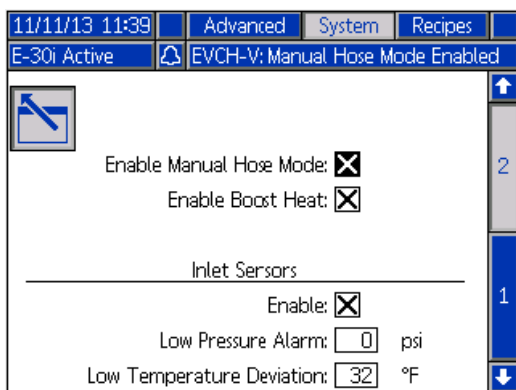 11/11/13 11:39 Advanced System Recipes
E-30i Active EVCH-V: Manual Hose Mode Enabled
Enable Manual Hose Mode:
2
Enable Boost Heat:
Inlet Sensors
Enable:
1
Low Pressure Alarm: 0 psi
Low Temperature Deviation: 32 °F